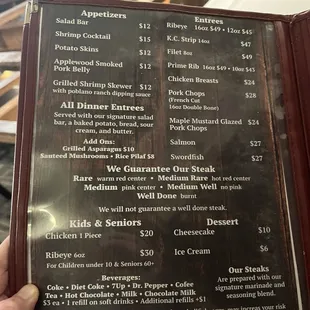 Appetizers
Salad Bar $12
Shrimp Cocktail $15
Potato Skins $12
Applewood Smoked
Pork Belly $15
Grilled Shrimp Skewer $12
with poblano ranch dipping sauce
All Dinner Entrees
Served with our signature salad
bar, a baked potato, bread, sour
cream, and butter.
Add Ons:
Grilled Asparagus $10
Sauteed Mushrooms • Rice Pilaf $8
Entrees
Ribeye 16oz $49 • 12oz $45
K.C. Strip 14oz $47
Filet 8oz $49
Prime Rib 16oz $49 • 10oz $43
Chicken Breasts $24
Pork Chops $28
(French Cut
16oz Double Bone)
Maple Mustard Glazed $24
Pork Chops
Salmon $27
Swordfish $27
We Guarantee Our Steak
Rare warm red center • Medium Rare hot red center
Medium pink center • Medium Well no pink
Well Done burnt
We will not guarantee a well done steak.
Kids & Seniors
Chicken 1 Piece $20
Ribeye 6oz $30
For Children under 10 & Seniors 60+
Dessert
Cheesecake $10
Ice Cream $6
Beverages:
Coke • Diet Coke • 7Up • Dr. Pepper • Cofee
Tea • Hot Chocolate • Milk • Chocolate Milk
$3 ea • 1 refill on soft drinks • Additional refills +$1
Our Steaks
Are prepared with our
signature marinade and
seasoning blend.
may increase your risk